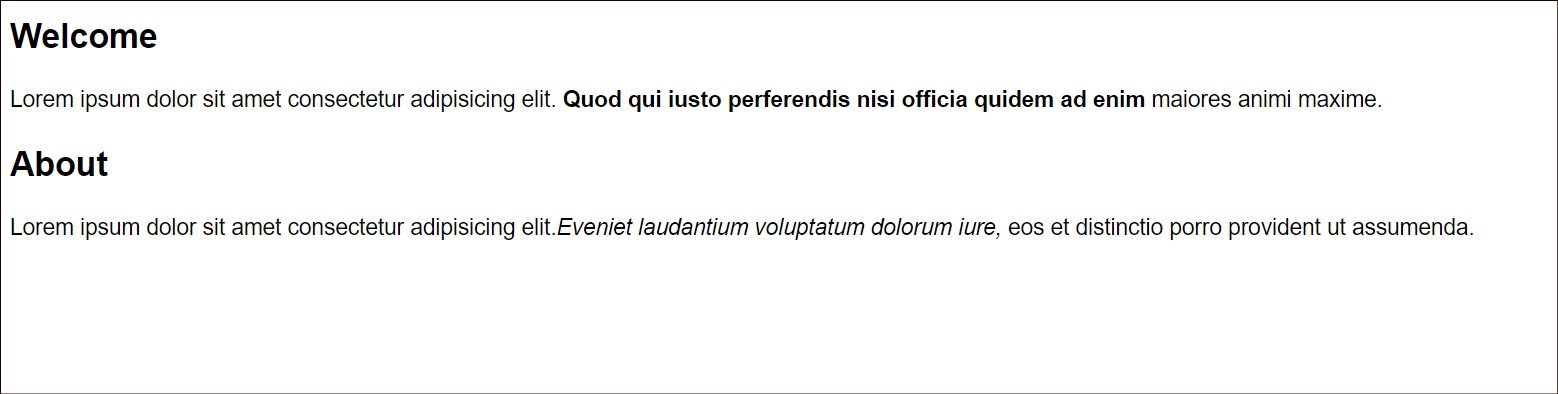 Welcome
Lorem ipsum dolor sit amet consectetur adipisicing elit. Quod qui iusto perferendis nisi officia quidem ad enim maiores animi maxime.
About
Lorem ipsum dolor sit amet consectetur adipisicing elit.Eveniet laudantium voluptatum dolorum iure, eos et distinctio porro provident ut assumenda.